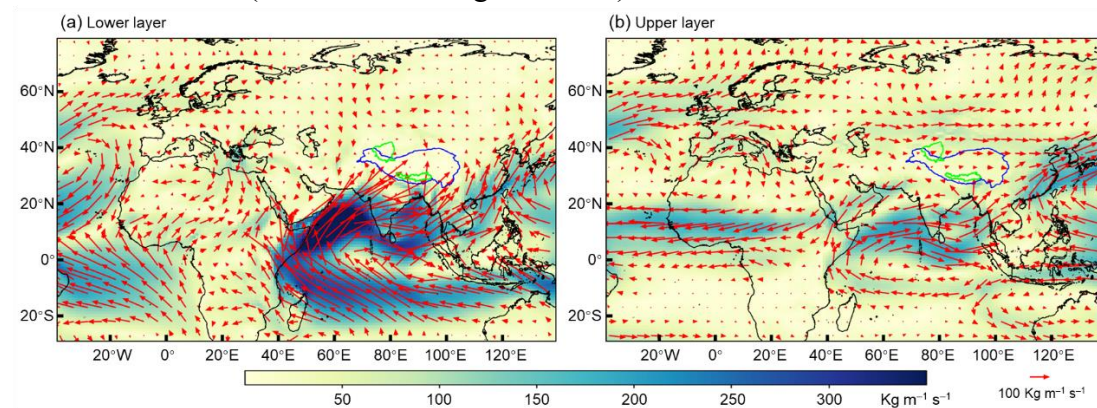 (a) Lower layer
(b) Upper layer
60°N
40°N
20°N
0°
20°S
60°N
40°N
20°N
0°
20°S
20°W 0° 20°E 40°E 60°E 80°E 100°E 120°E
20°W 0° 20°E 40°E 60°E 80°E 100°E 120°E
50 100 150 200 250 300 Kg m⁻¹ s⁻¹
100 Kg m⁻¹ s⁻¹